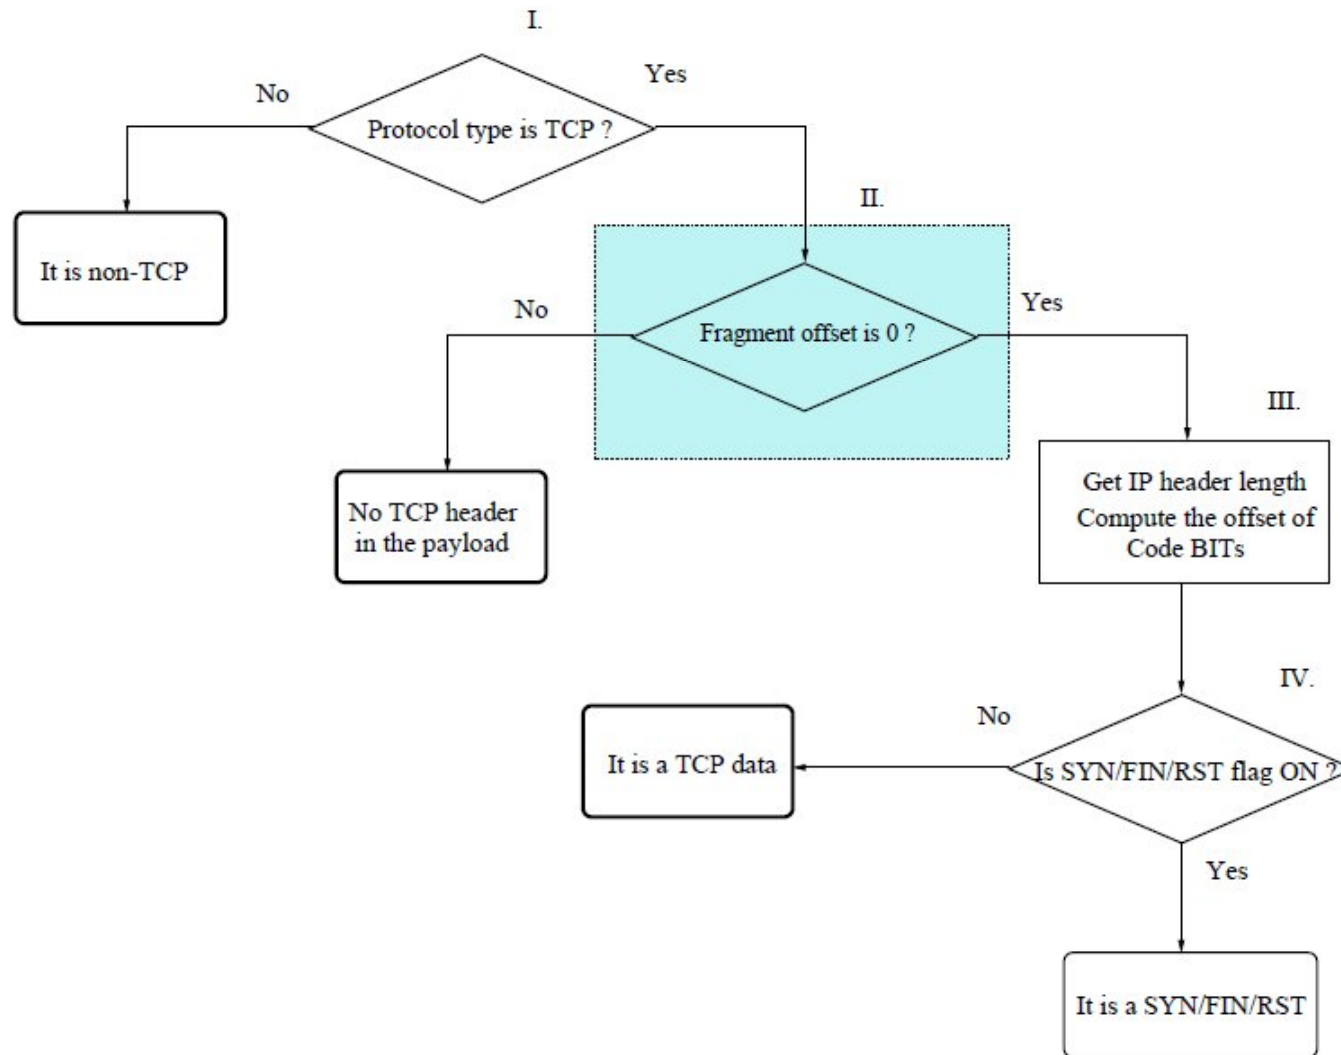 I.
No
Yes
Protocol type is TCP ?
It is non-TCP
II.
No
Yes
Fragment offset is 0 ?
No TCP header
in the payload
III.
Get IP header length
Compute the offset of
Code BITs
IV.
No
Is SYN/FIN/RST flag ON ?
It is a TCP data
Yes
It is a SYN/FIN/RST